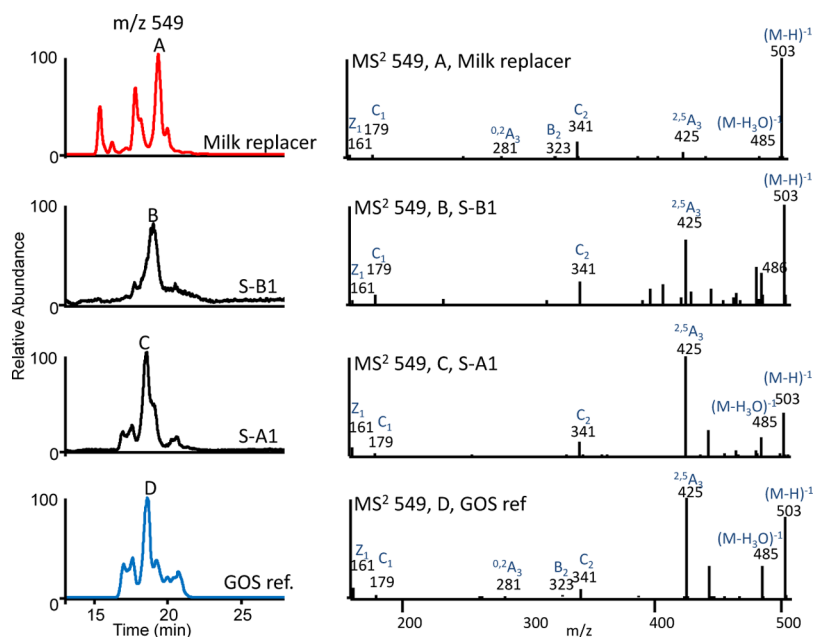 m/z 549
A
100
0
Milk replacer
MS² 549, A, Milk replacer
(M-H)⁻¹
503
Z₁
161
C₁
179
⁰,²A₃
281
B₂
323
C₂
341
²,⁵A₃
425
(M-H₃O)⁻¹
485
Relative Abundance
100
0
B
S-B1
MS² 549, B, S-B1
(M-H)⁻¹
503
Z₁
161
C₁
179
C₂
341
²,⁵A₃
425
486
100
0
C
S-A1
MS² 549, C, S-A1
(M-H)⁻¹
503
Z₁
161
C₁
179
C₂
341
²,⁵A₃
425
(M-H₃O)⁻¹
485
100
0
D
GOS ref.
MS² 549, D, GOS ref
(M-H)⁻¹
503
Z₁
161
C₁
179
⁰,²A₃
281
B₂
323
C₂
341
²,⁵A₃
425
(M-H₃O)⁻¹
485
15 20 25
Time (min)
200 400 500
m/z